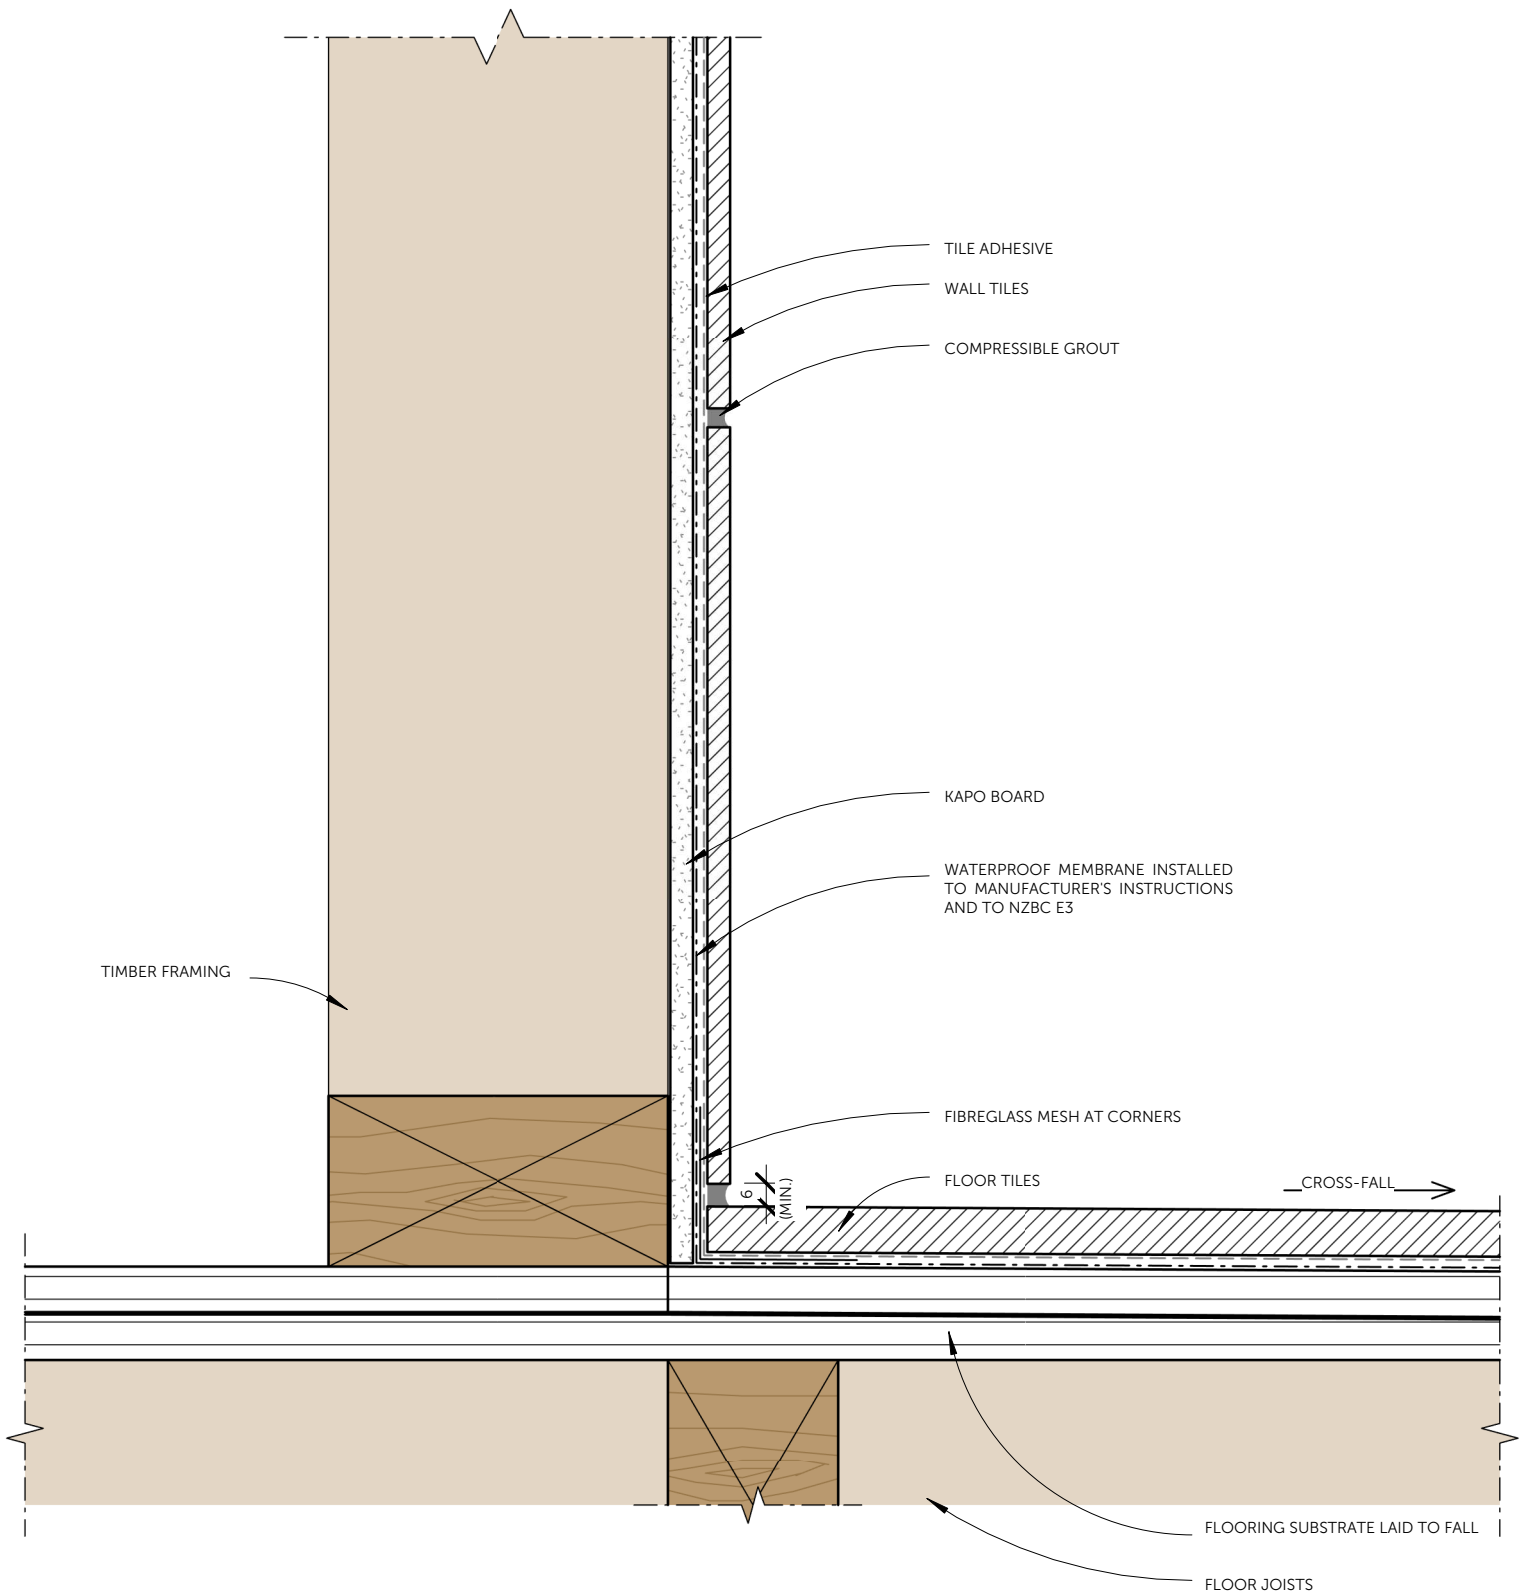 TILE ADHESIVE
WALL TILES
COMPRESSIBLE GROUT
KAPO BOARD
WATERPROOF MEMBRANE INSTALLED
TO MANUFACTURER'S INSTRUCTIONS
AND TO NZBC E3
TIMBER FRAMING
FIBREGLASS MESH AT CORNERS
FLOOR TILES
CROSS-FALL
6
(MIN.)
FLOORING SUBSTRATE LAID TO FALL
FLOOR JOISTS